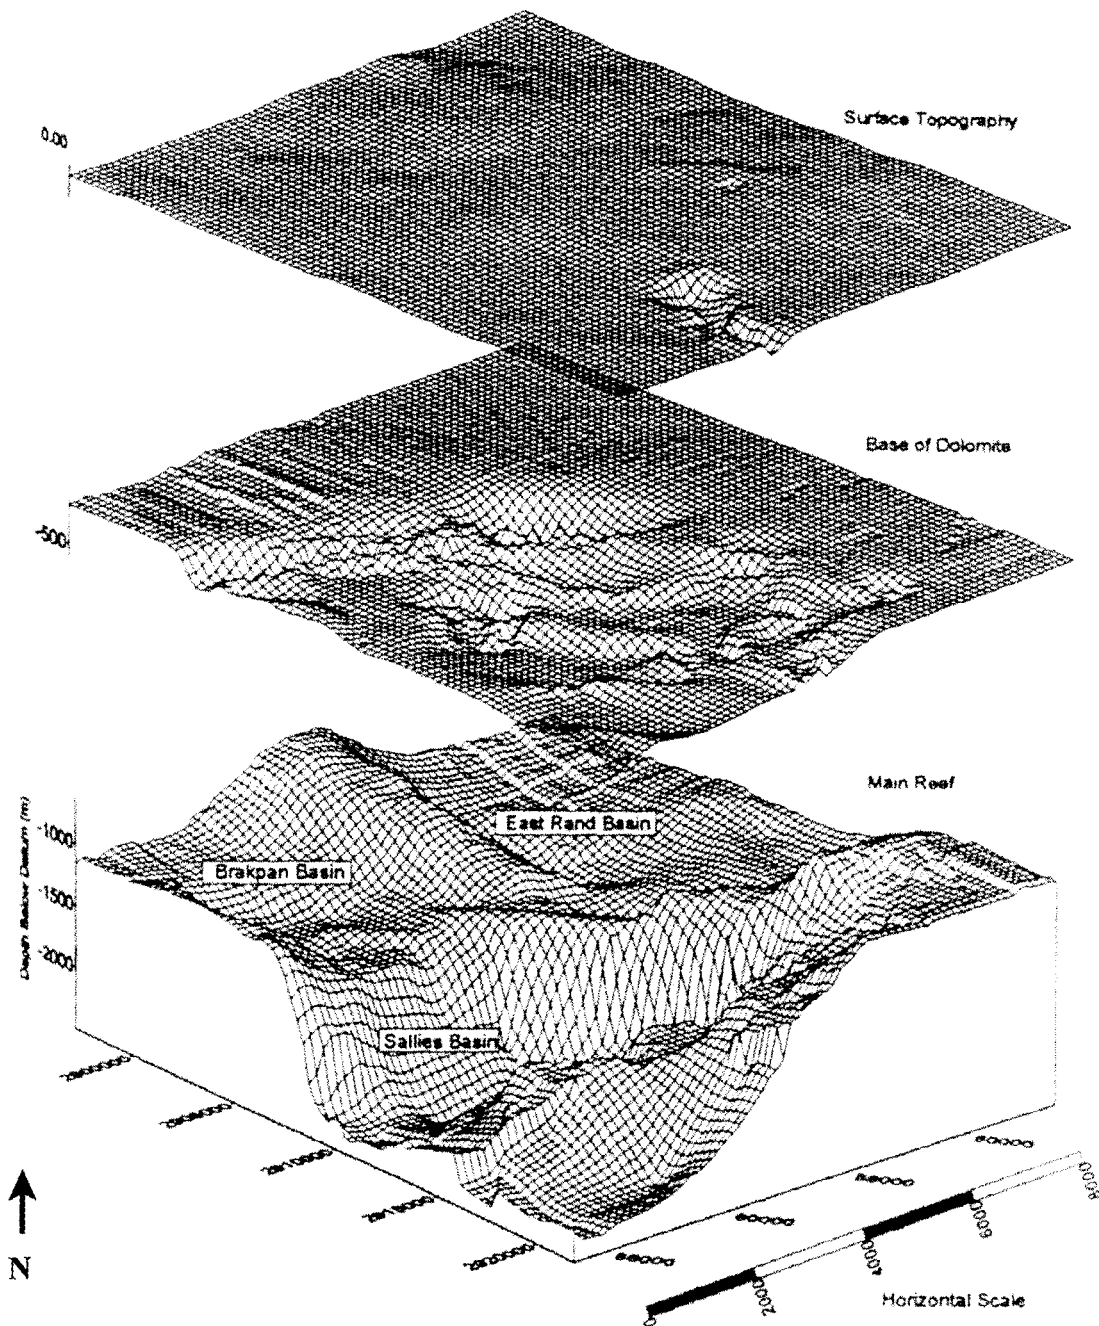 0.00
Surface Topography
Base of Dolomite
-500
Main Reef
East Rand Basin
Brakpan Basin
-1000
-1500
-2000
Depth Below Datum (m)
Sallies Basin
N
0
2000
4000
6000
8000
Horizontal Scale